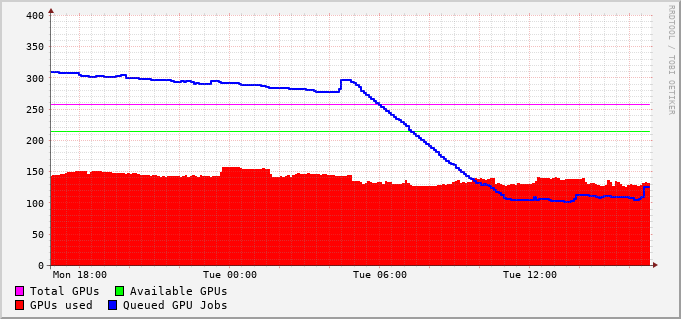 400
350
300
250
200
150
100
50
0
Mon 18:00 Tue 00:00 Tue 06:00 Tue 12:00
Total GPUs Available GPUs
GPUs used Queued GPU Jobs
RRDTOOL / TOBI OETIKER